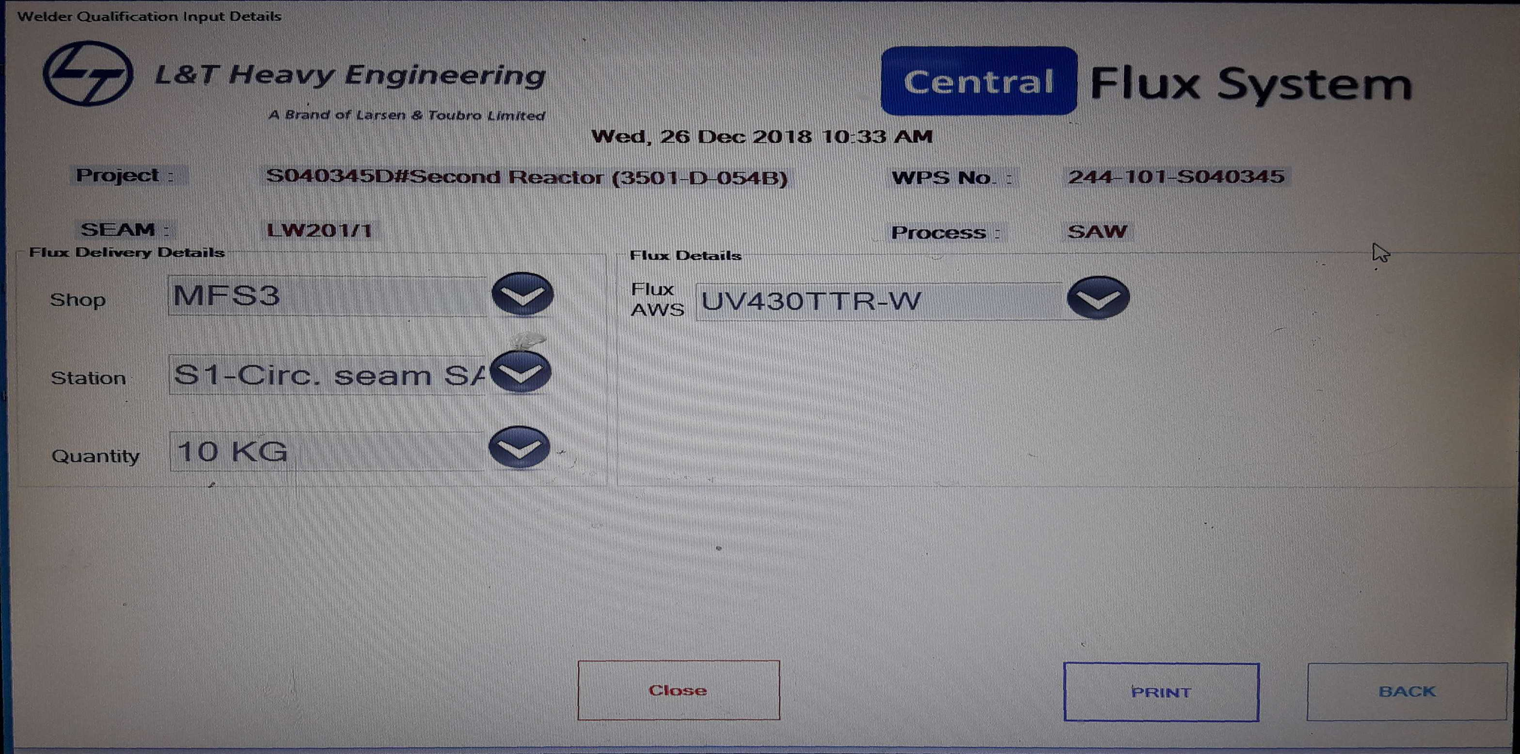 Welder Qualification Input Details
LT
L&T Heavy Engineering
A Brand of Larsen & Toubro Limited
Central Flux System
Wed, 26 Dec 2018 10:33 AM
Project : S040345D#Second Reactor (3501-D-054B) WPS No. : 244-101-S040345
SEAM : LW201/1 Process : SAW
Flux Delivery Details Flux Details
Shop MFS3
Flux
AWS UV430TTR-W
Station S1-Circ. seam SA
Quantity 10 KG
Close PRINT BACK